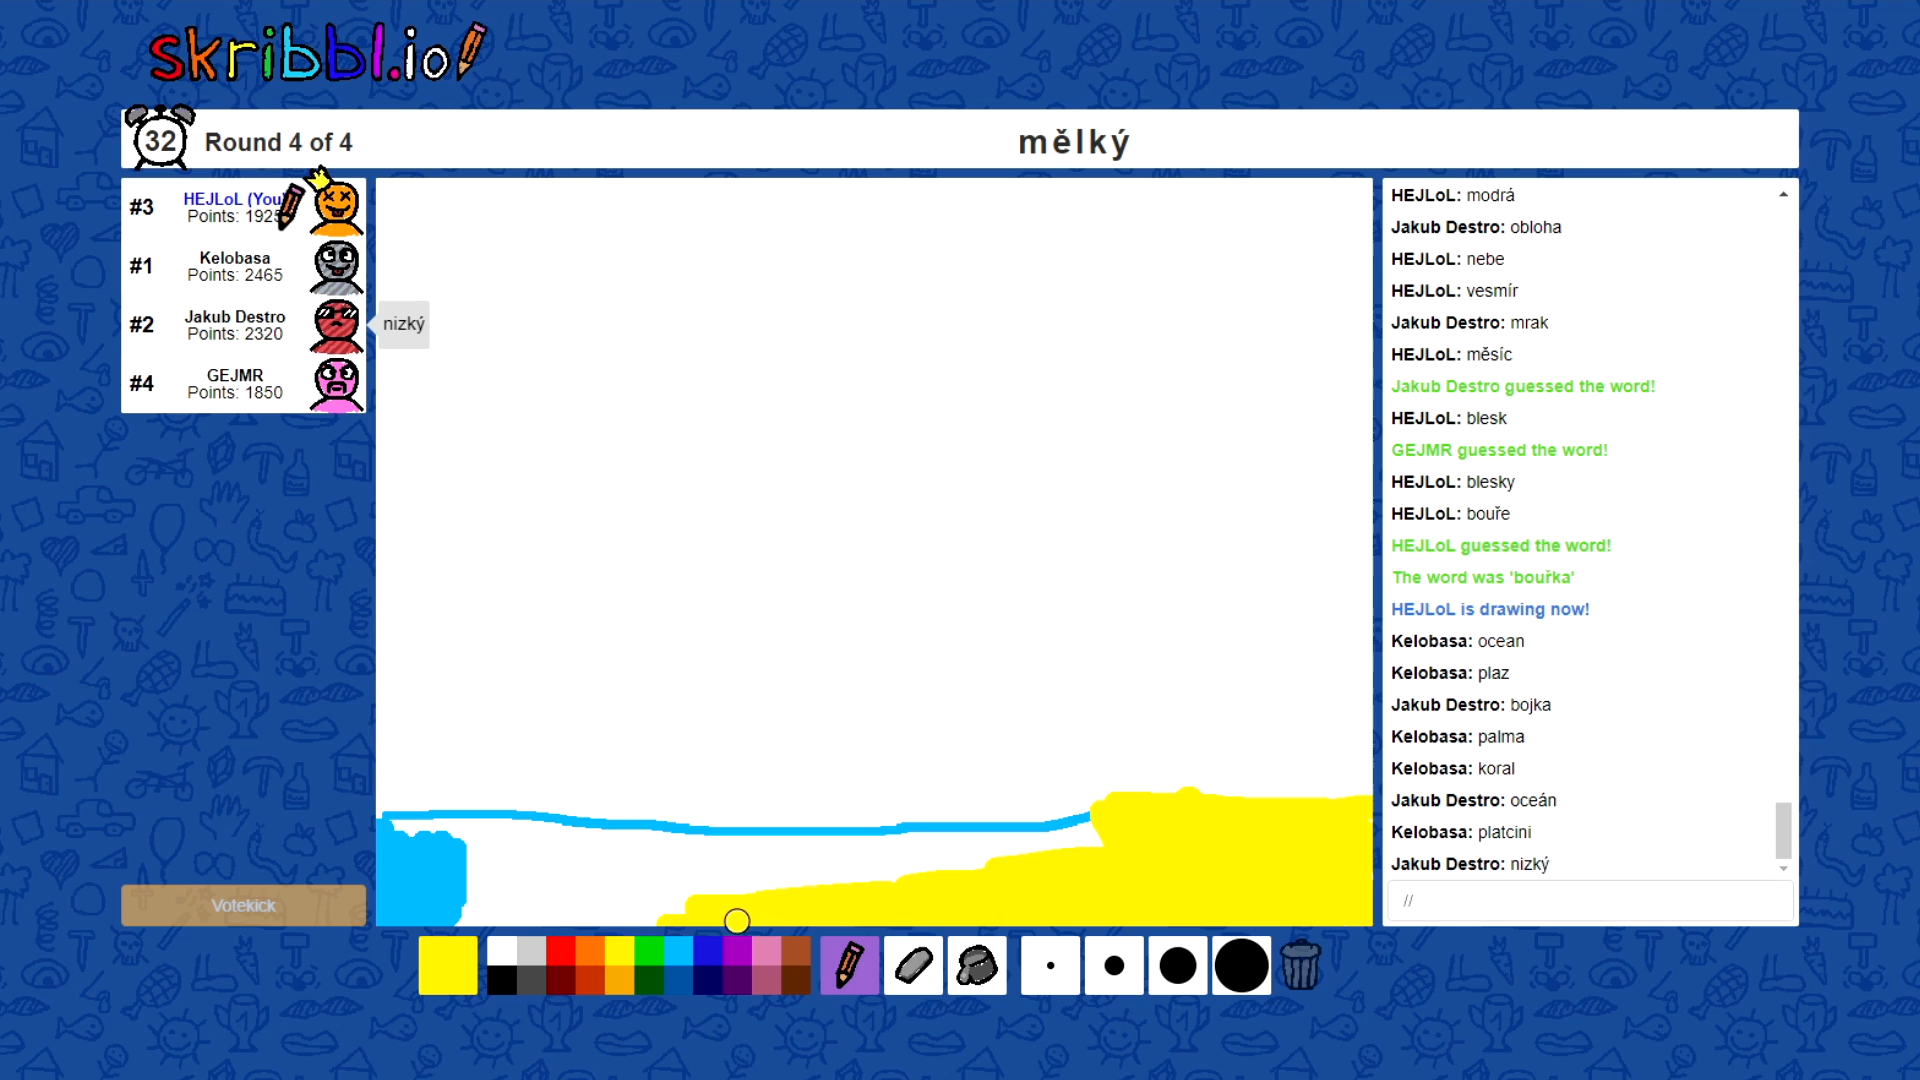 skribbl.io
32
Round 4 of 4
mělký
#3 HEJLoL (You
Points: 1925
#1 Kelobasa
Points: 2465
#2 Jakub Destro
Points: 2320
nizký
#4 GEJMR
Points: 1850
Votekick
HEJLoL: modrá
Jakub Destro: obloha
HEJLoL: nebe
HEJLoL: vesmír
Jakub Destro: mrak
HEJLoL: měsíc
Jakub Destro guessed the word!
HEJLoL: blesk
GEJMR guessed the word!
HEJLoL: blesky
HEJLoL: bouře
HEJLoL guessed the word!
The word was 'bouřka'
HEJLoL is drawing now!
Kelobasa: ocean
Kelobasa: plaz
Jakub Destro: bojka
Kelobasa: palma
Kelobasa: koral
Jakub Destro: oceán
Kelobasa: platcini
Jakub Destro: nizký
//